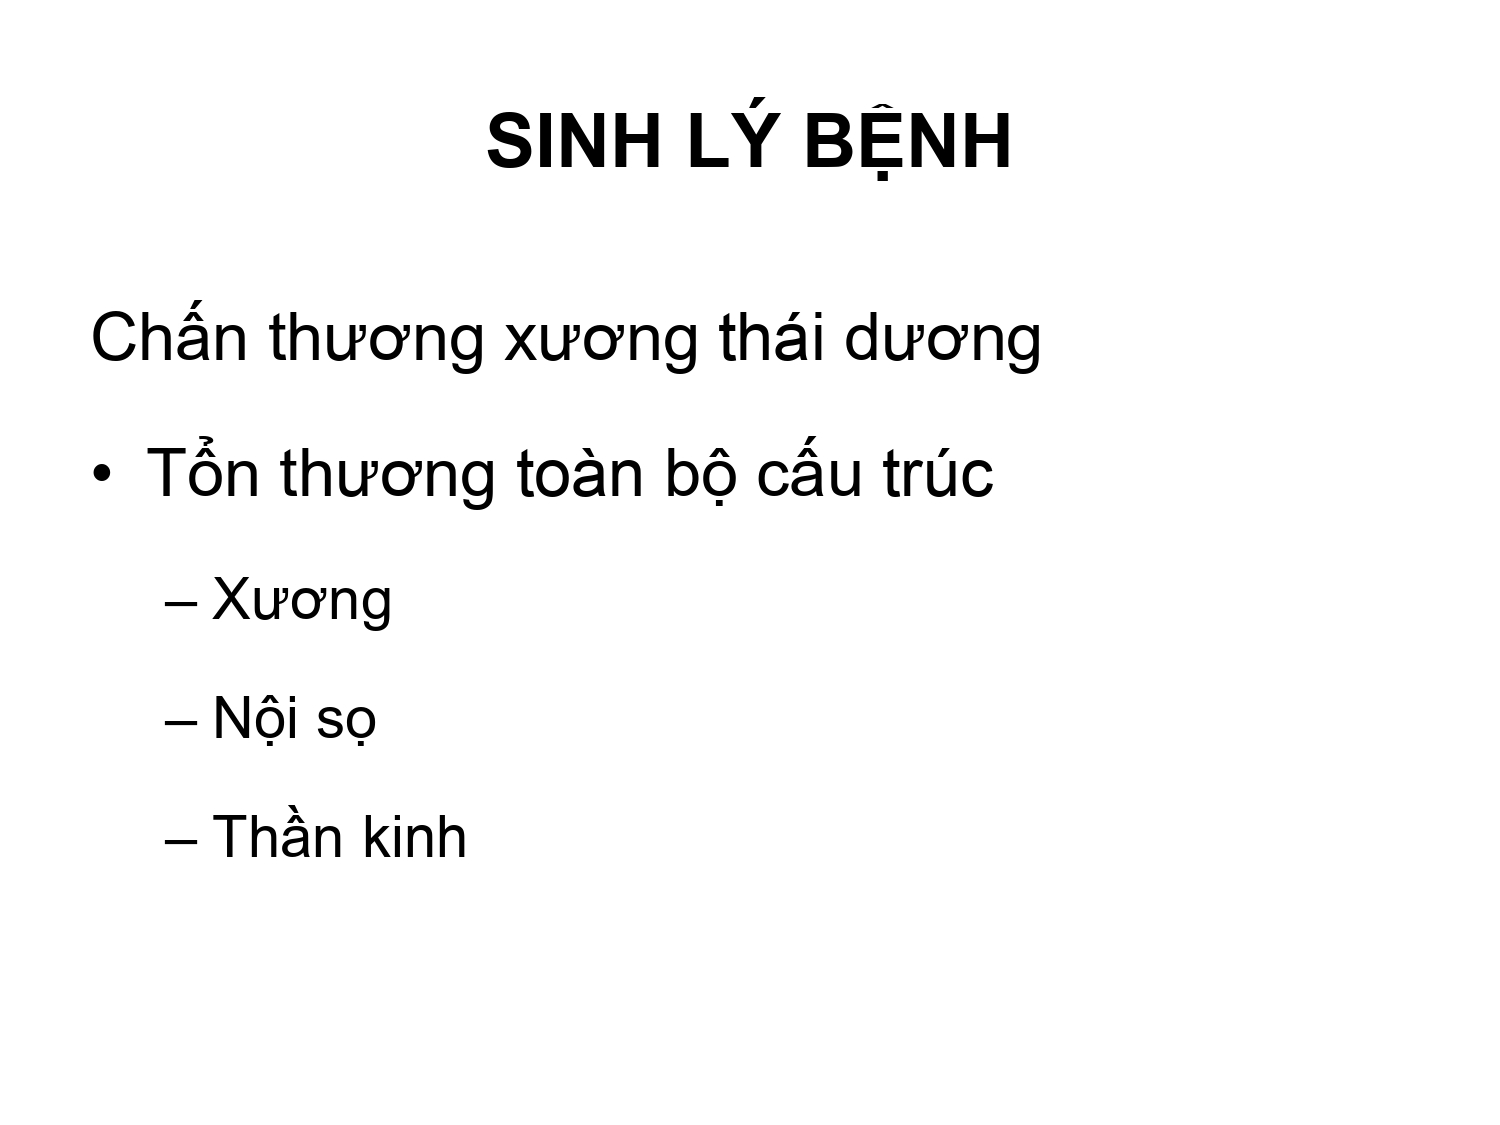 SINH LÝ BỆNH
Chấn thương xương thái dương
• Tổn thương toàn bộ cấu trúc
– Xương
– Nội sọ
– Thần kinh